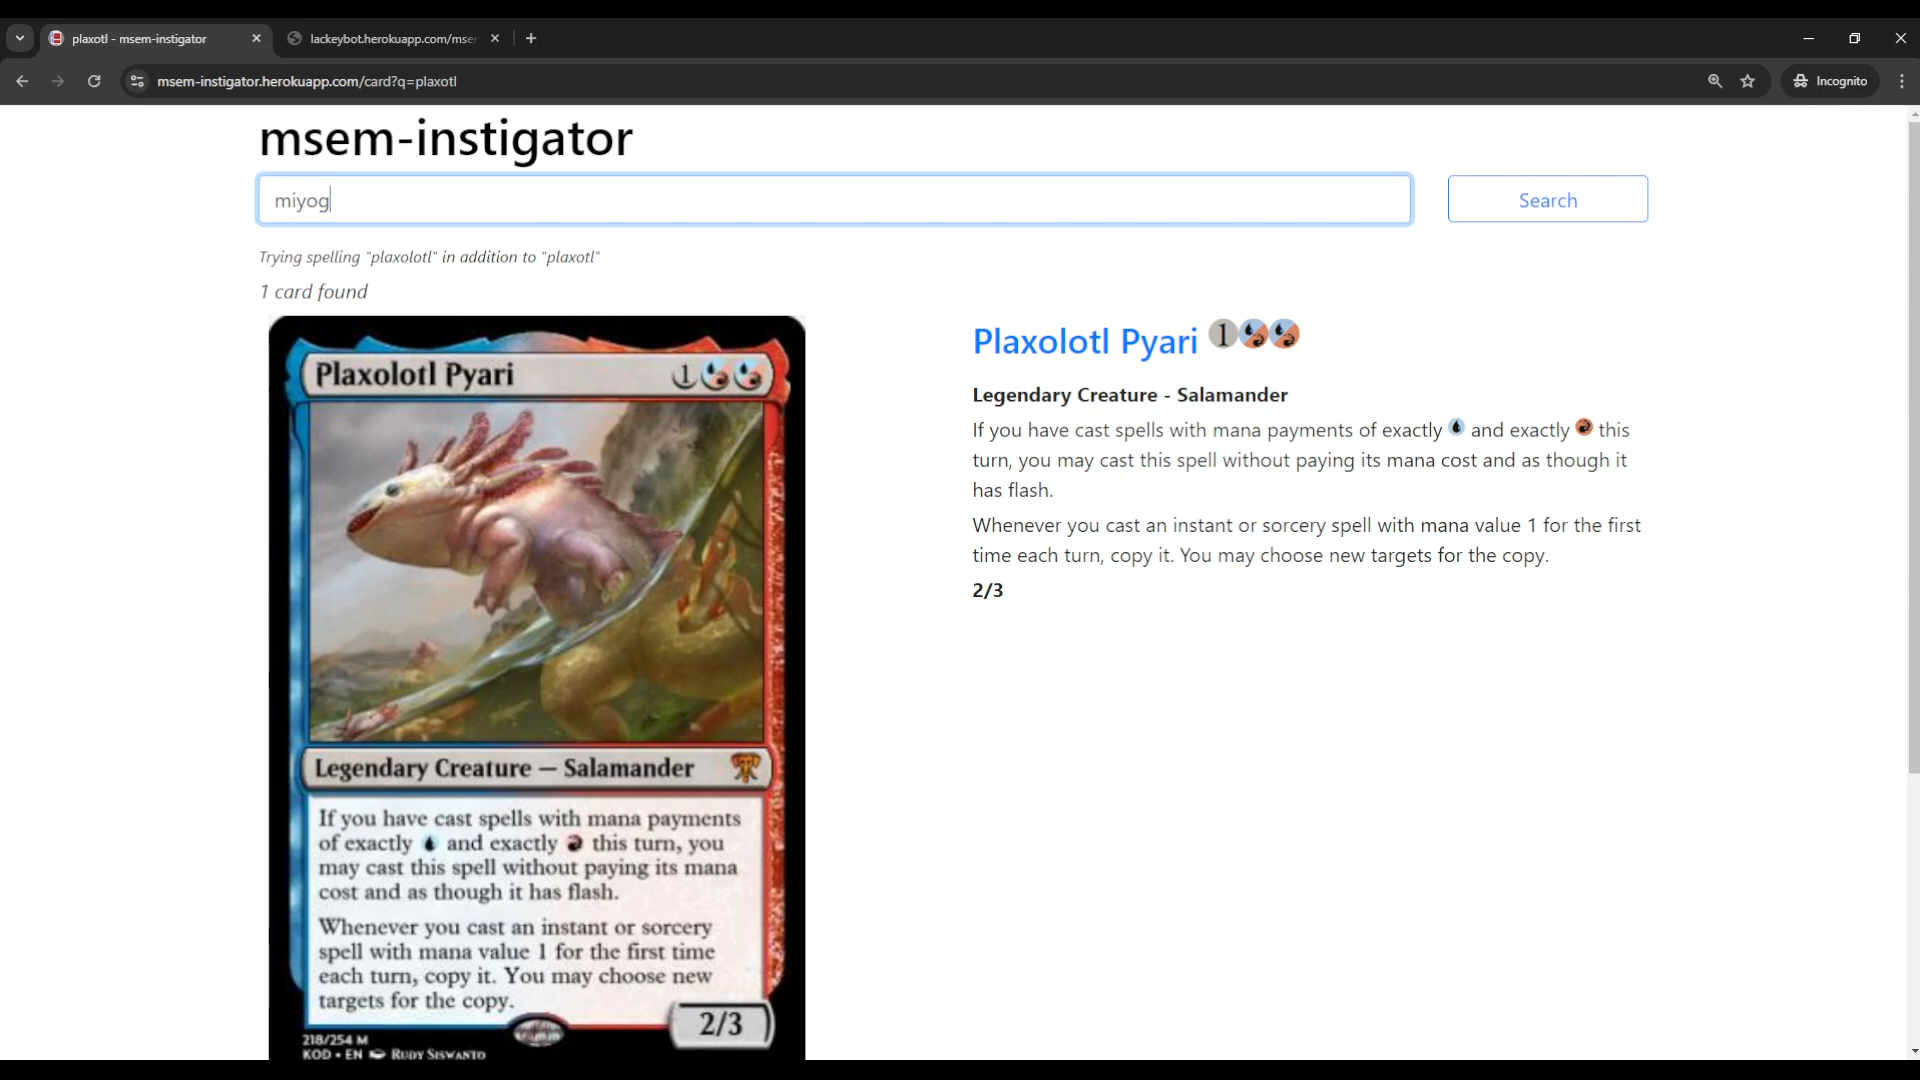 plaxotl - msem-instigator
lackeybot.herokuapp.com/mse
msem-instigator.herokuapp.com/card?q=plaxotl
Incognito
msem-instigator
miyog
Search
Trying spelling "plaxolotl" in addition to "plaxotl"
1 card found
Plaxolotl Pyari 1
Legendary Creature - Salamander
If you have cast spells with mana payments of exactly and exactly this
turn, you may cast this spell without paying its mana cost and as though it
has flash.
Whenever you cast an instant or sorcery spell with mana value 1 for the first
time each turn, copy it. You may choose new targets for the copy.
2/3
Plaxolotl Pyari 1
Legendary Creature — Salamander
If you have cast spells with mana payments
of exactly and exactly this turn, you
may cast this spell without paying its mana
cost and as though it has flash.
Whenever you cast an instant or sorcery
spell with mana value 1 for the first time
each turn, copy it. You may choose new
targets for the copy.
2/3
218/254 M
KOD • EN Rudy Siswanto